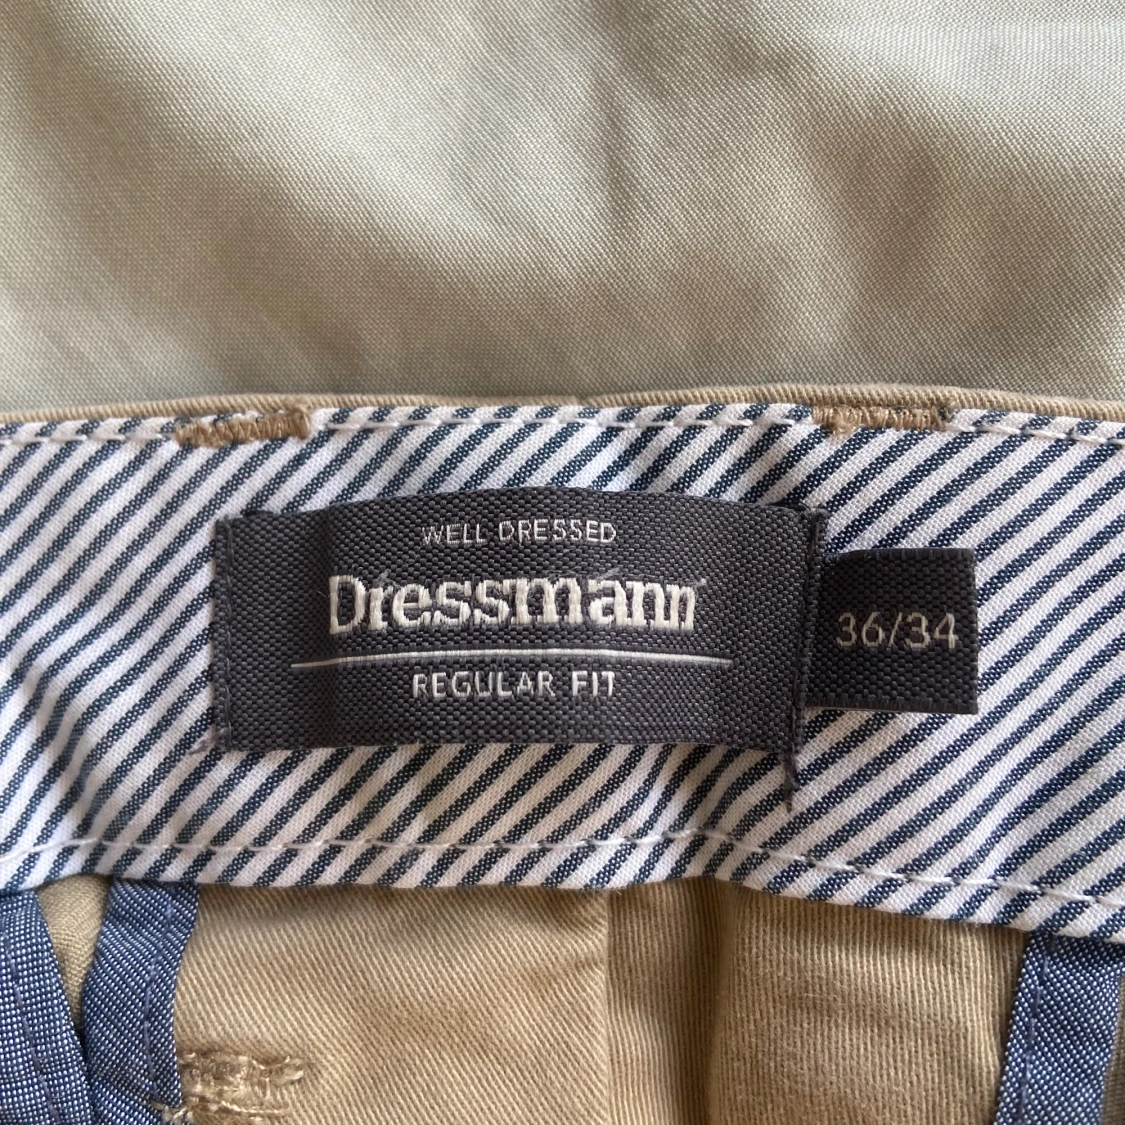 WELL DRESSED
Dressmann
REGULAR FIT
36/34